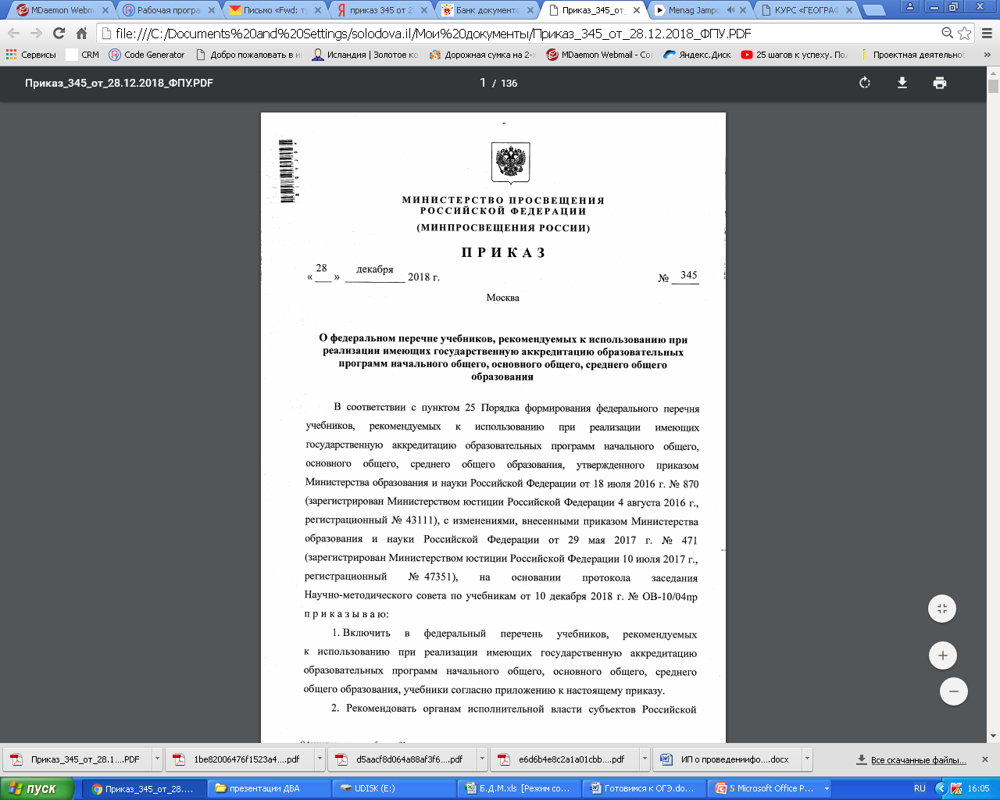 MDaemon Webm
Рабочая програ
Письмо «Fwd: т
приказ 345 от 2
Банк документо
Приказ_345_от_
Menag Jampo
КУРС «ГЕОГРАФ
file:///C:/Documents%20and%20Settings/solodova.il/Мои%20документы/Приказ_345_от_28.12.2018_ФПУ.PDF
Сервисы CRM Code Generator Добро пожаловать в и Исландия | Золотое ко Дорожная сумка на 2-х MDaemon Webmail - Со Яндекс.Диск 25 шагов к успеху. По Проектная деятельнос »
Приказ_345_от_28.12.2018_ФПУ.PDF 1 / 136
МИНИСТЕРСТВО ПРОСВЕЩЕНИЯ
РОССИЙСКОЙ ФЕДЕРАЦИИ
(МИНПРОСВЕЩЕНИЯ РОССИИ)
П Р И К А З
« 28 » декабря 2018 г. № 345
Москва
О федеральном перечне учебников, рекомендуемых к использованию при
реализации имеющих государственную аккредитацию образовательных
программ начального общего, основного общего, среднего общего
образования
В соответствии с пунктом 25 Порядка формирования федерального перечня
учебников, рекомендуемых к использованию при реализации имеющих
государственную аккредитацию образовательных программ начального общего,
основного общего, среднего общего образования, утвержденного приказом
Министерства образования и науки Российской Федерации от 18 июля 2016 г. № 870
(зарегистрирован Министерством юстиции Российской Федерации 4 августа 2016 г.,
регистрационный № 43111), с изменениями, внесенными приказом Министерства
образования и науки Российской Федерации от 29 мая 2017 г. № 471
(зарегистрирован Министерством юстиции Российской Федерации 10 июля 2017 г.,
регистрационный № 47351), на основании протокола заседания
Научно-методического совета по учебникам от 10 декабря 2018 г. № ОВ-10/04пр
п р и к а з ы в а ю:
1. Включить в федеральный перечень учебников, рекомендуемых
к использованию при реализации имеющих государственную аккредитацию
образовательных программ начального общего, основного общего, среднего
общего образования, учебники согласно приложению к настоящему приказу.
2. Рекомендовать органам исполнительной власти субъектов Российской
Приказ_345_от_28.1....PDF 1be82006476f1523a4....pdf d5aacf8d064a88af3f6....pdf e6d6b4e8c2a1a01cbb....pdf ИП о проведениифо....docx Все скачанные файлы...
пуск Приказ_345_от_28.... презентации ДВА UDISK (E:) Б.Д.М.xls [Режим со... Готовимся к ОГЭ.do... 5 Microsoft Office P... RU 16:05